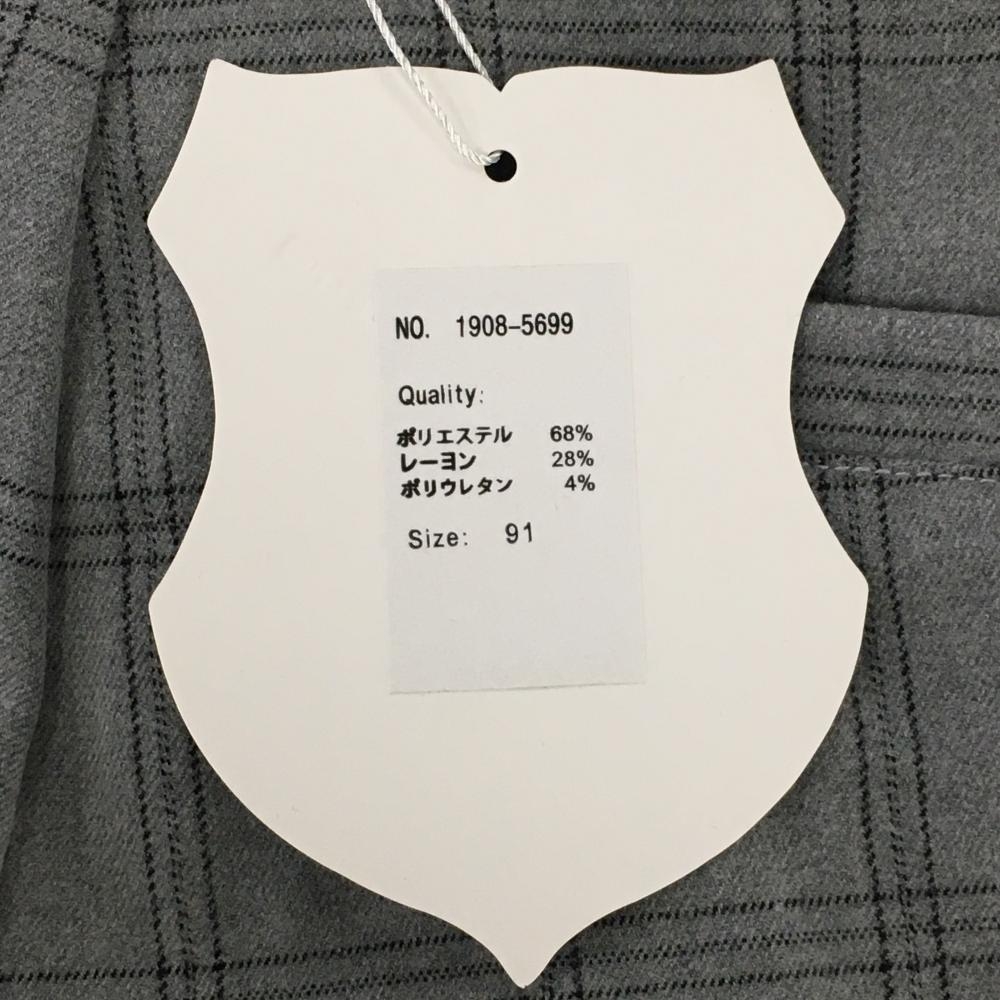 NO. 1908-5699
Quality:
ポリエステル 68%
レーヨン 28%
ポリウレタン 4%
Size: 91